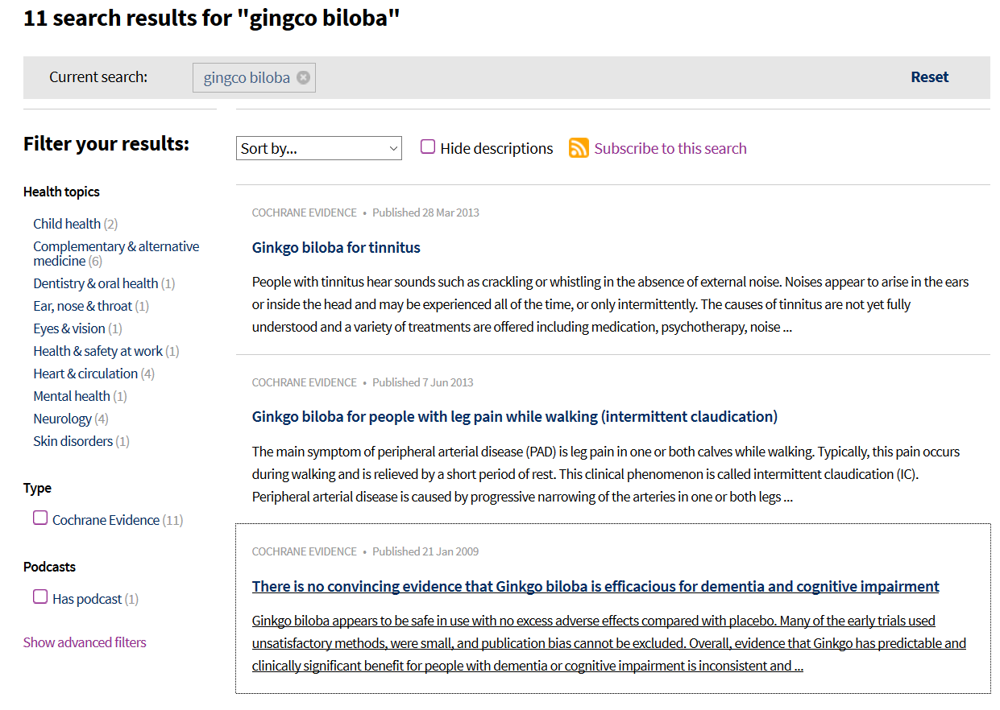 11 search results for "gingco biloba"
Current search:
gingco biloba
Reset
Filter your results:
Health topics
Child health (2)
Complementary & alternative
medicine (6)
Dentistry & oral health (1)
Ear, nose & throat (1)
Eyes & vision (1)
Health & safety at work (1)
Heart & circulation (4)
Mental health (1)
Neurology (4)
Skin disorders (1)
Type
Cochrane Evidence (11)
Podcasts
Has podcast (1)
Show advanced filters
Sort by...
Hide descriptions
Subscribe to this search
COCHRANE EVIDENCE • Published 28 Mar 2013
Ginkgo biloba for tinnitus
People with tinnitus hear sounds such as crackling or whistling in the absence of external noise. Noises appear to arise in the ears
or inside the head and may be experienced all of the time, or only intermittently. The causes of tinnitus are not yet fully
understood and a variety of treatments are offered including medication, psychotherapy, noise ...
COCHRANE EVIDENCE • Published 7 Jun 2013
Ginkgo biloba for people with leg pain while walking (intermittent claudication)
The main symptom of peripheral arterial disease (PAD) is leg pain in one or both calves while walking. Typically, this pain occurs
during walking and is relieved by a short period of rest. This clinical phenomenon is called intermittent claudication (IC).
Peripheral arterial disease is caused by progressive narrowing of the arteries in one or both legs ...
COCHRANE EVIDENCE • Published 21 Jan 2009
There is no convincing evidence that Ginkgo biloba is efficacious for dementia and cognitive impairment
Ginkgo biloba appears to be safe in use with no excess adverse effects compared with placebo. Many of the early trials used
unsatisfactory methods, were small, and publication bias cannot be excluded. Overall, evidence that Ginkgo has predictable and
clinically significant benefit for people with dementia or cognitive impairment is inconsistent and ...